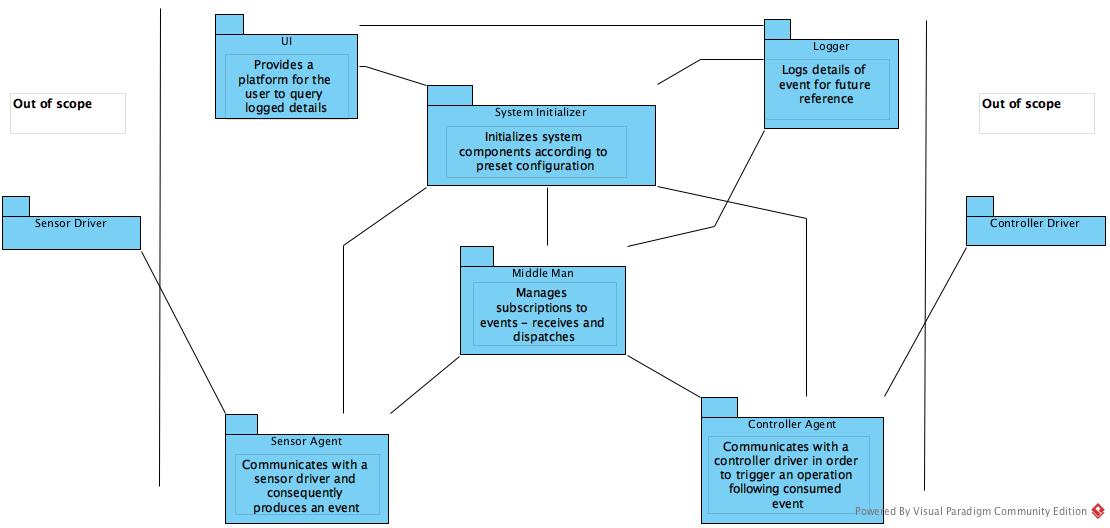 UI
Provides a
platform for the
user to query
logged details
Logger
Logs details of
event for future
reference
Out of scope
System Initializer
Initializes system
components according to
preset configuration
Out of scope
Sensor Driver
Controller Driver
Middle Man
Manages
subscriptions to
events – receives and
dispatches
Sensor Agent
Communicates with a
sensor driver and
consequently
produces an event
Controller Agent
Communicates with a
controller driver in order
to trigger an operation
following consumed
event
Powered By Visual Paradigm Community Edition